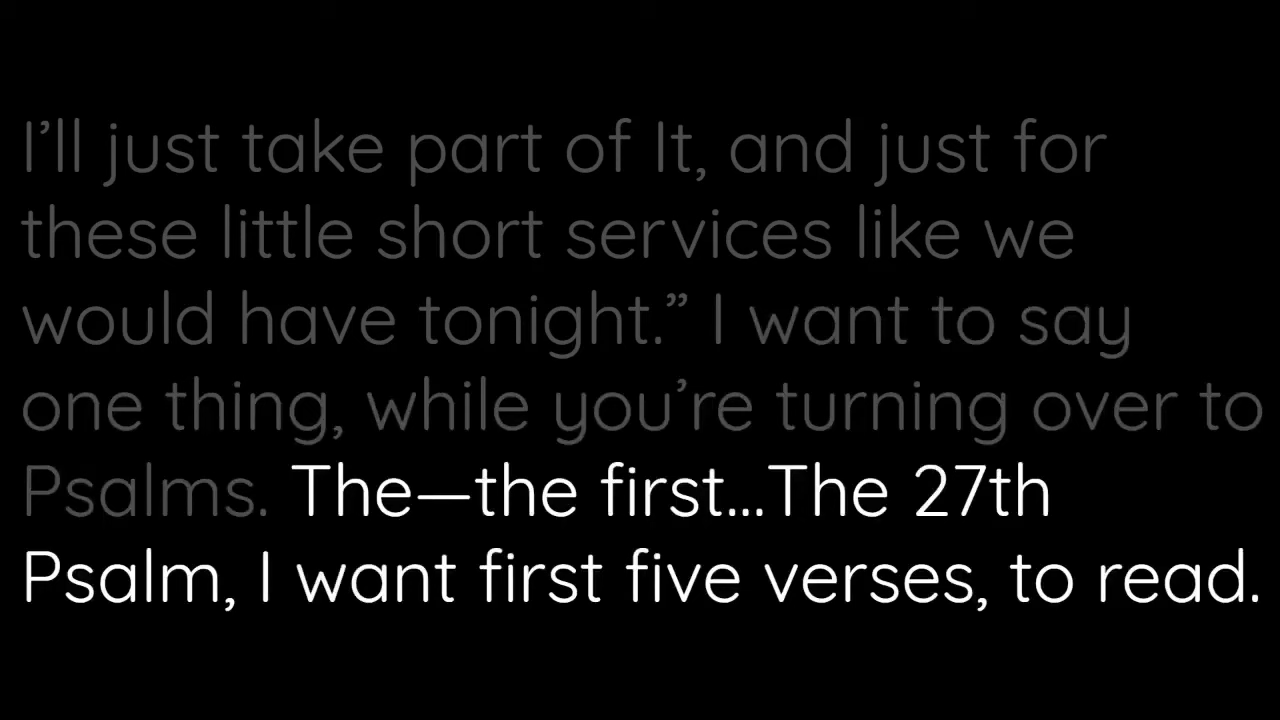 I’ll just take part of It, and just for
these little short services like we
would have tonight.” I want to say
one thing, while you’re turning over to
Psalms. The—the first...The 27th
Psalm, I want first five verses, to read.